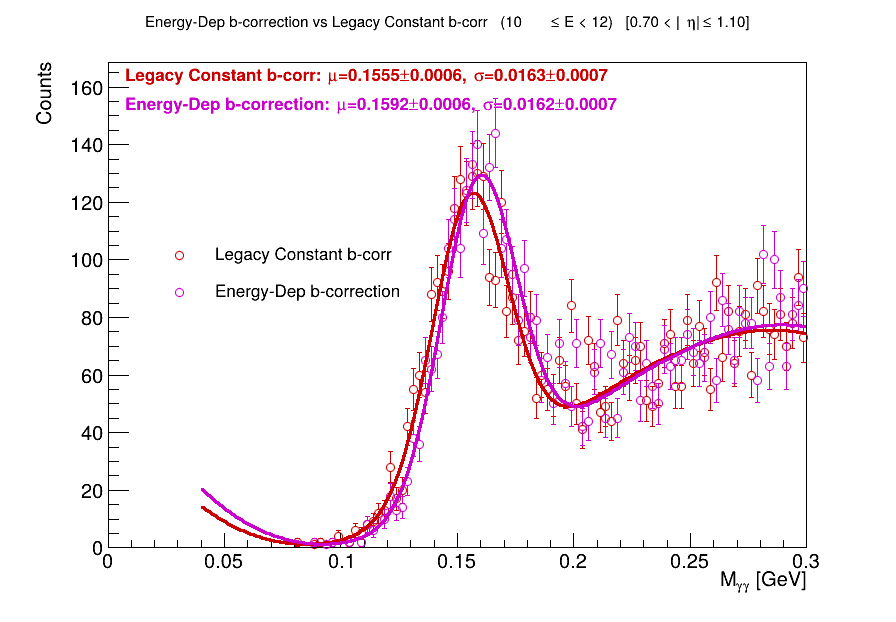 Energy-Dep b-correction vs Legacy Constant b-corr (10 ≤ E < 12) [0.70 < | η| ≤ 1.10]
Counts
Legacy Constant b-corr: μ=0.1555±0.0006, σ=0.0163±0.0007
Energy-Dep b-correction: μ=0.1592±0.0006, σ=0.0162±0.0007
160
140
120
100
80
60
40
20
0
Legacy Constant b-corr
Energy-Dep b-correction
0 0.05 0.1 0.15 0.2 0.25 0.3
Mγγ [GeV]